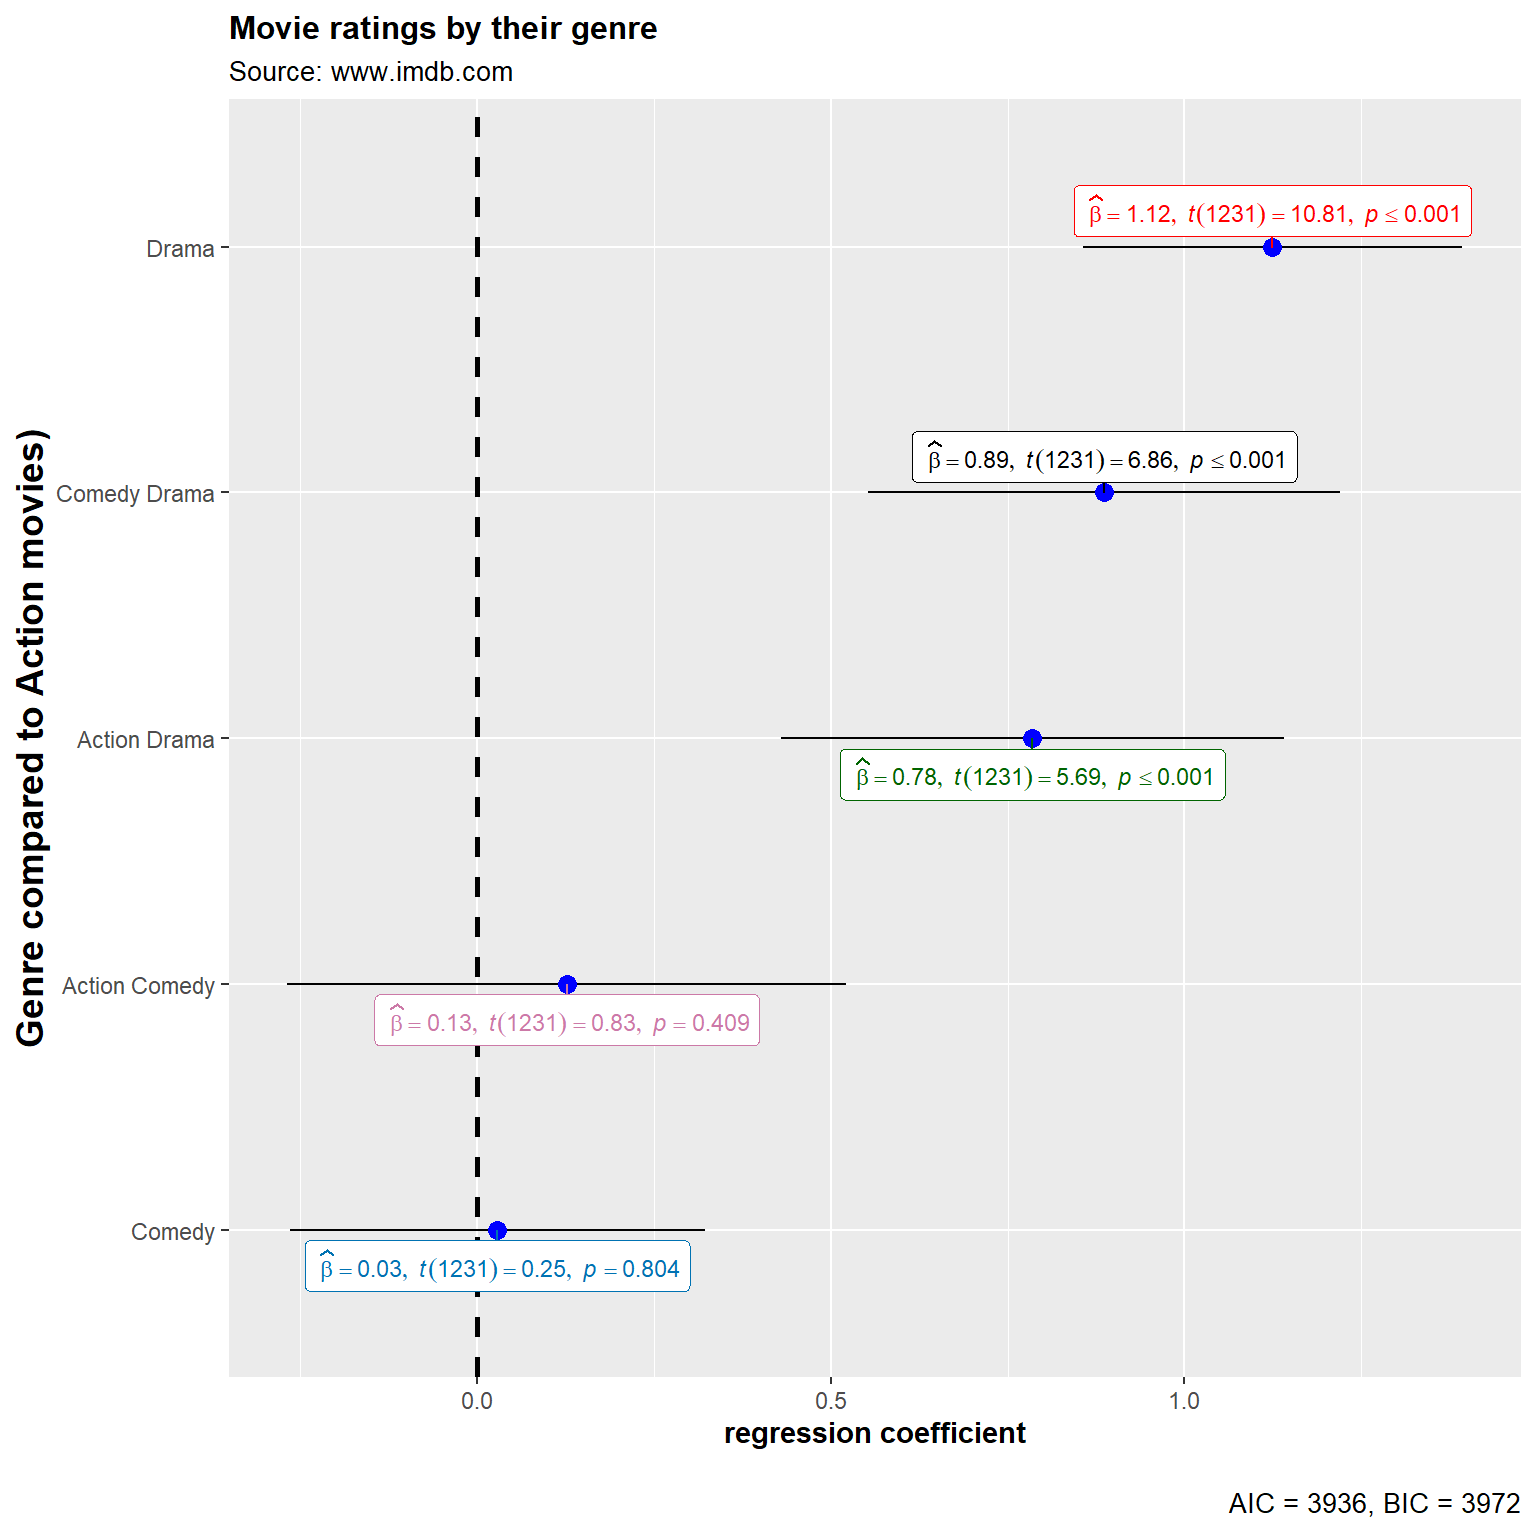 Movie ratings by their genre
Source: www.imdb.com
Genre compared to Action movies)
Drama
β̂ = 1.12, t(1231) = 10.81, p ≤ 0.001
Comedy Drama
β̂ = 0.89, t(1231) = 6.86, p ≤ 0.001
Action Drama
β̂ = 0.78, t(1231) = 5.69, p ≤ 0.001
Action Comedy
β̂ = 0.13, t(1231) = 0.83, p = 0.409
Comedy
β̂ = 0.03, t(1231) = 0.25, p = 0.804
0.0 0.5 1.0
regression coefficient
AIC = 3936, BIC = 3972